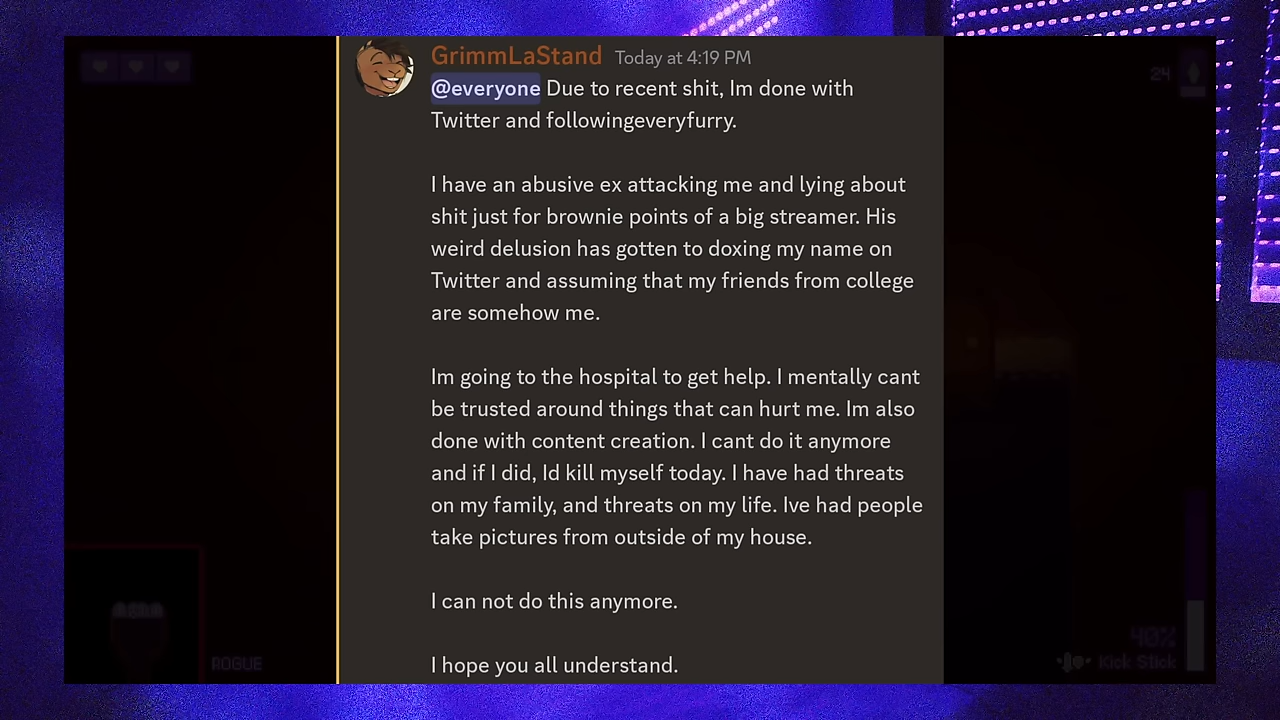 GrimmLaStand Today at 4:19 PM
@everyone Due to recent shit, Im done with
Twitter and followingeveryfurry.
I have an abusive ex attacking me and lying about
shit just for brownie points of a big streamer. His
weird delusion has gotten to doxing my name on
Twitter and assuming that my friends from college
are somehow me.
Im going to the hospital to get help. I mentally cant
be trusted around things that can hurt me. Im also
done with content creation. I cant do it anymore
and if I did, Id kill myself today. I have had threats
on my family, and threats on my life. Ive had people
take pictures from outside of my house.
I can not do this anymore.
I hope you all understand.
24
ROGUE
40%
Kick Stick